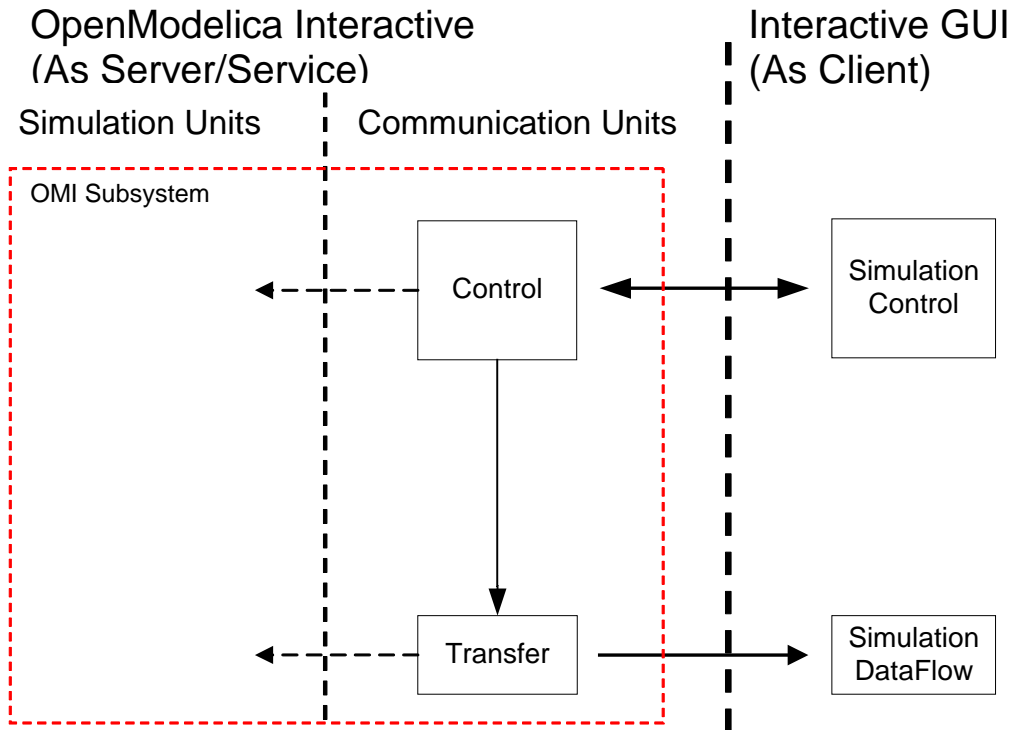 OpenModelica Interactive
(As Server/Service)
Interactive GUI
(As Client)
Simulation Units
Communication Units
OMI Subsystem
Control
Simulation
Control
Transfer
Simulation
DataFlow